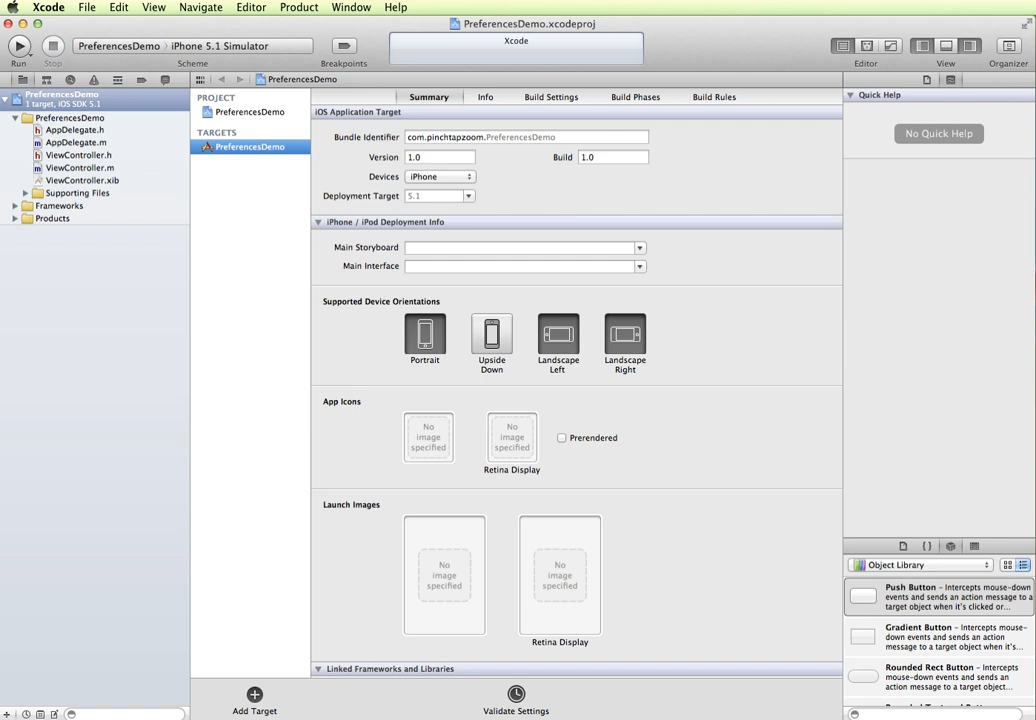 Xcode File Edit View Navigate Editor Product Window Help
PreferencesDemo.xcodeproj
PreferencesDemo › iPhone 5.1 Simulator
Xcode
Run Stop Scheme Breakpoints Editor View Organizer
PreferencesDemo
1 target, iOS SDK 5.1
PreferencesDemo
AppDelegate.h
AppDelegate.m
ViewController.h
ViewController.m
ViewController.xib
Supporting Files
Frameworks
Products
PreferencesDemo
PROJECT
PreferencesDemo
TARGETS
PreferencesDemo
Summary Info Build Settings Build Phases Build Rules
iOS Application Target
Bundle Identifier com.pinchtapzoom.PreferencesDemo
Version 1.0 Build 1.0
Devices iPhone
Deployment Target 5.1
iPhone / iPod Deployment Info
Main Storyboard
Main Interface
Supported Device Orientations
Portrait
Upside Down
Landscape Left
Landscape Right
App Icons
No image specified
No image specified
Prerendered
Retina Display
Launch Images
No image specified
No image specified
Retina Display
Linked Frameworks and Libraries
Add Target
Validate Settings
Quick Help
No Quick Help
Object Library
Push Button – Intercepts mouse-down
events and sends an action message to a
target object when it's clicked or...
Gradient Button – Intercepts mouse-
down events and sends an action
message to a target object when it's...
Rounded Rect Button – Intercepts
mouse-down events and sends an
action message to a target object...